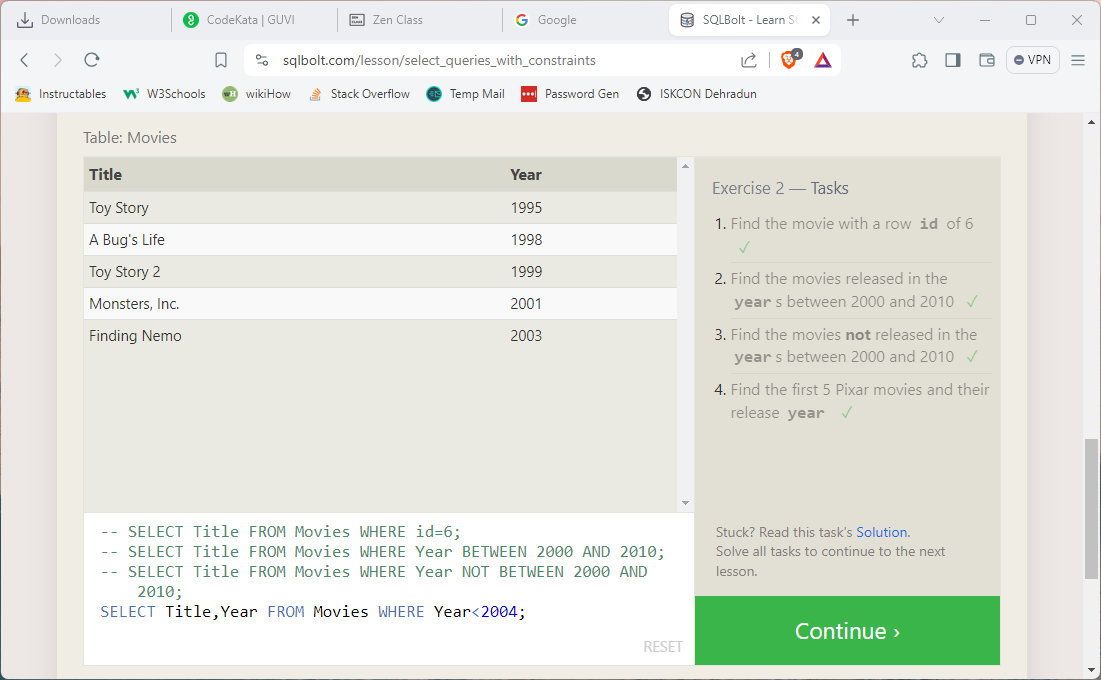 Downloads
CodeKata | GUVI
Zen Class
Google
SQLBolt - Learn S
sqlbolt.com/lesson/select_queries_with_constraints
4
VPN
Instructables
W3Schools
wikiHow
Stack Overflow
Temp Mail
Password Gen
ISKCON Dehradun
Table: Movies
Title Year
Toy Story 1995
A Bug's Life 1998
Toy Story 2 1999
Monsters, Inc. 2001
Finding Nemo 2003
-- SELECT Title FROM Movies WHERE id=6;
-- SELECT Title FROM Movies WHERE Year BETWEEN 2000 AND 2010;
-- SELECT Title FROM Movies WHERE Year NOT BETWEEN 2000 AND
2010;
SELECT Title,Year FROM Movies WHERE Year<2004;
RESET
Exercise 2 — Tasks
1. Find the movie with a row id of 6
✓
2. Find the movies released in the
year s between 2000 and 2010 ✓
3. Find the movies not released in the
year s between 2000 and 2010 ✓
4. Find the first 5 Pixar movies and their
release year ✓
Stuck? Read this task's Solution.
Solve all tasks to continue to the next
lesson.
Continue ›